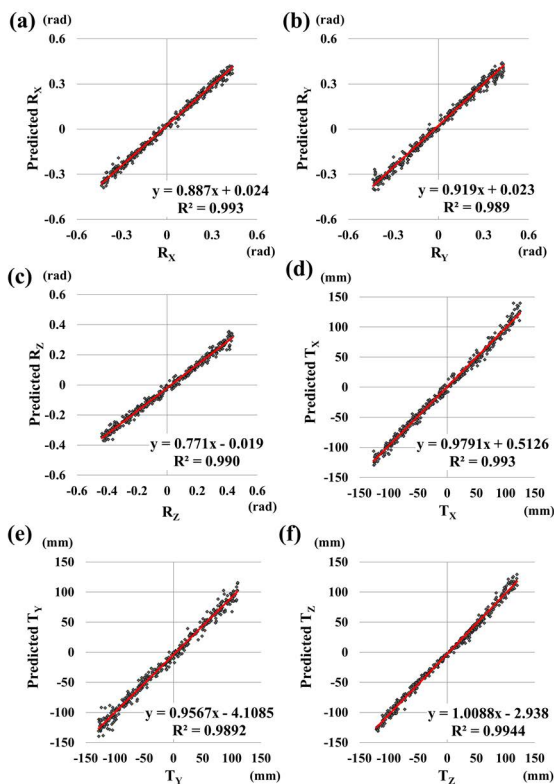 (a) (rad)
0.6
0.3
0
-0.3
-0.6
Predicted R_X
y = 0.887x + 0.024
R² = 0.993
-0.6 -0.3 0 0.3 0.6
R_X (rad)
(b) (rad)
0.6
0.3
0
-0.3
-0.6
Predicted R_Y
y = 0.919x + 0.023
R² = 0.989
-0.6 -0.3 0 0.3 0.6
R_Y (rad)
(c) (rad)
0.6
0.4
0.2
0
-0.2
-0.4
-0.6
Predicted R_Z
y = 0.771x - 0.019
R² = 0.990
-0.6 -0.4 -0.2 0 0.2 0.4 0.6
R_Z (rad)
(d) (mm)
150
100
50
0
-50
-100
-150
Predicted T_X
y = 0.9791x + 0.5126
R² = 0.993
-150 -100 -50 0 50 100 150
T_X (mm)
(e) (mm)
150
100
50
0
-50
-100
-150
Predicted T_Y
y = 0.9567x - 4.1085
R² = 0.9892
-150 -100 -50 0 50 100 150
T_Y (mm)
(f) (mm)
150
100
50
0
-50
-100
-150
Predicted T_Z
y = 1.0088x - 2.938
R² = 0.9944
-150 -100 -50 0 50 100 150
T_Z (mm)